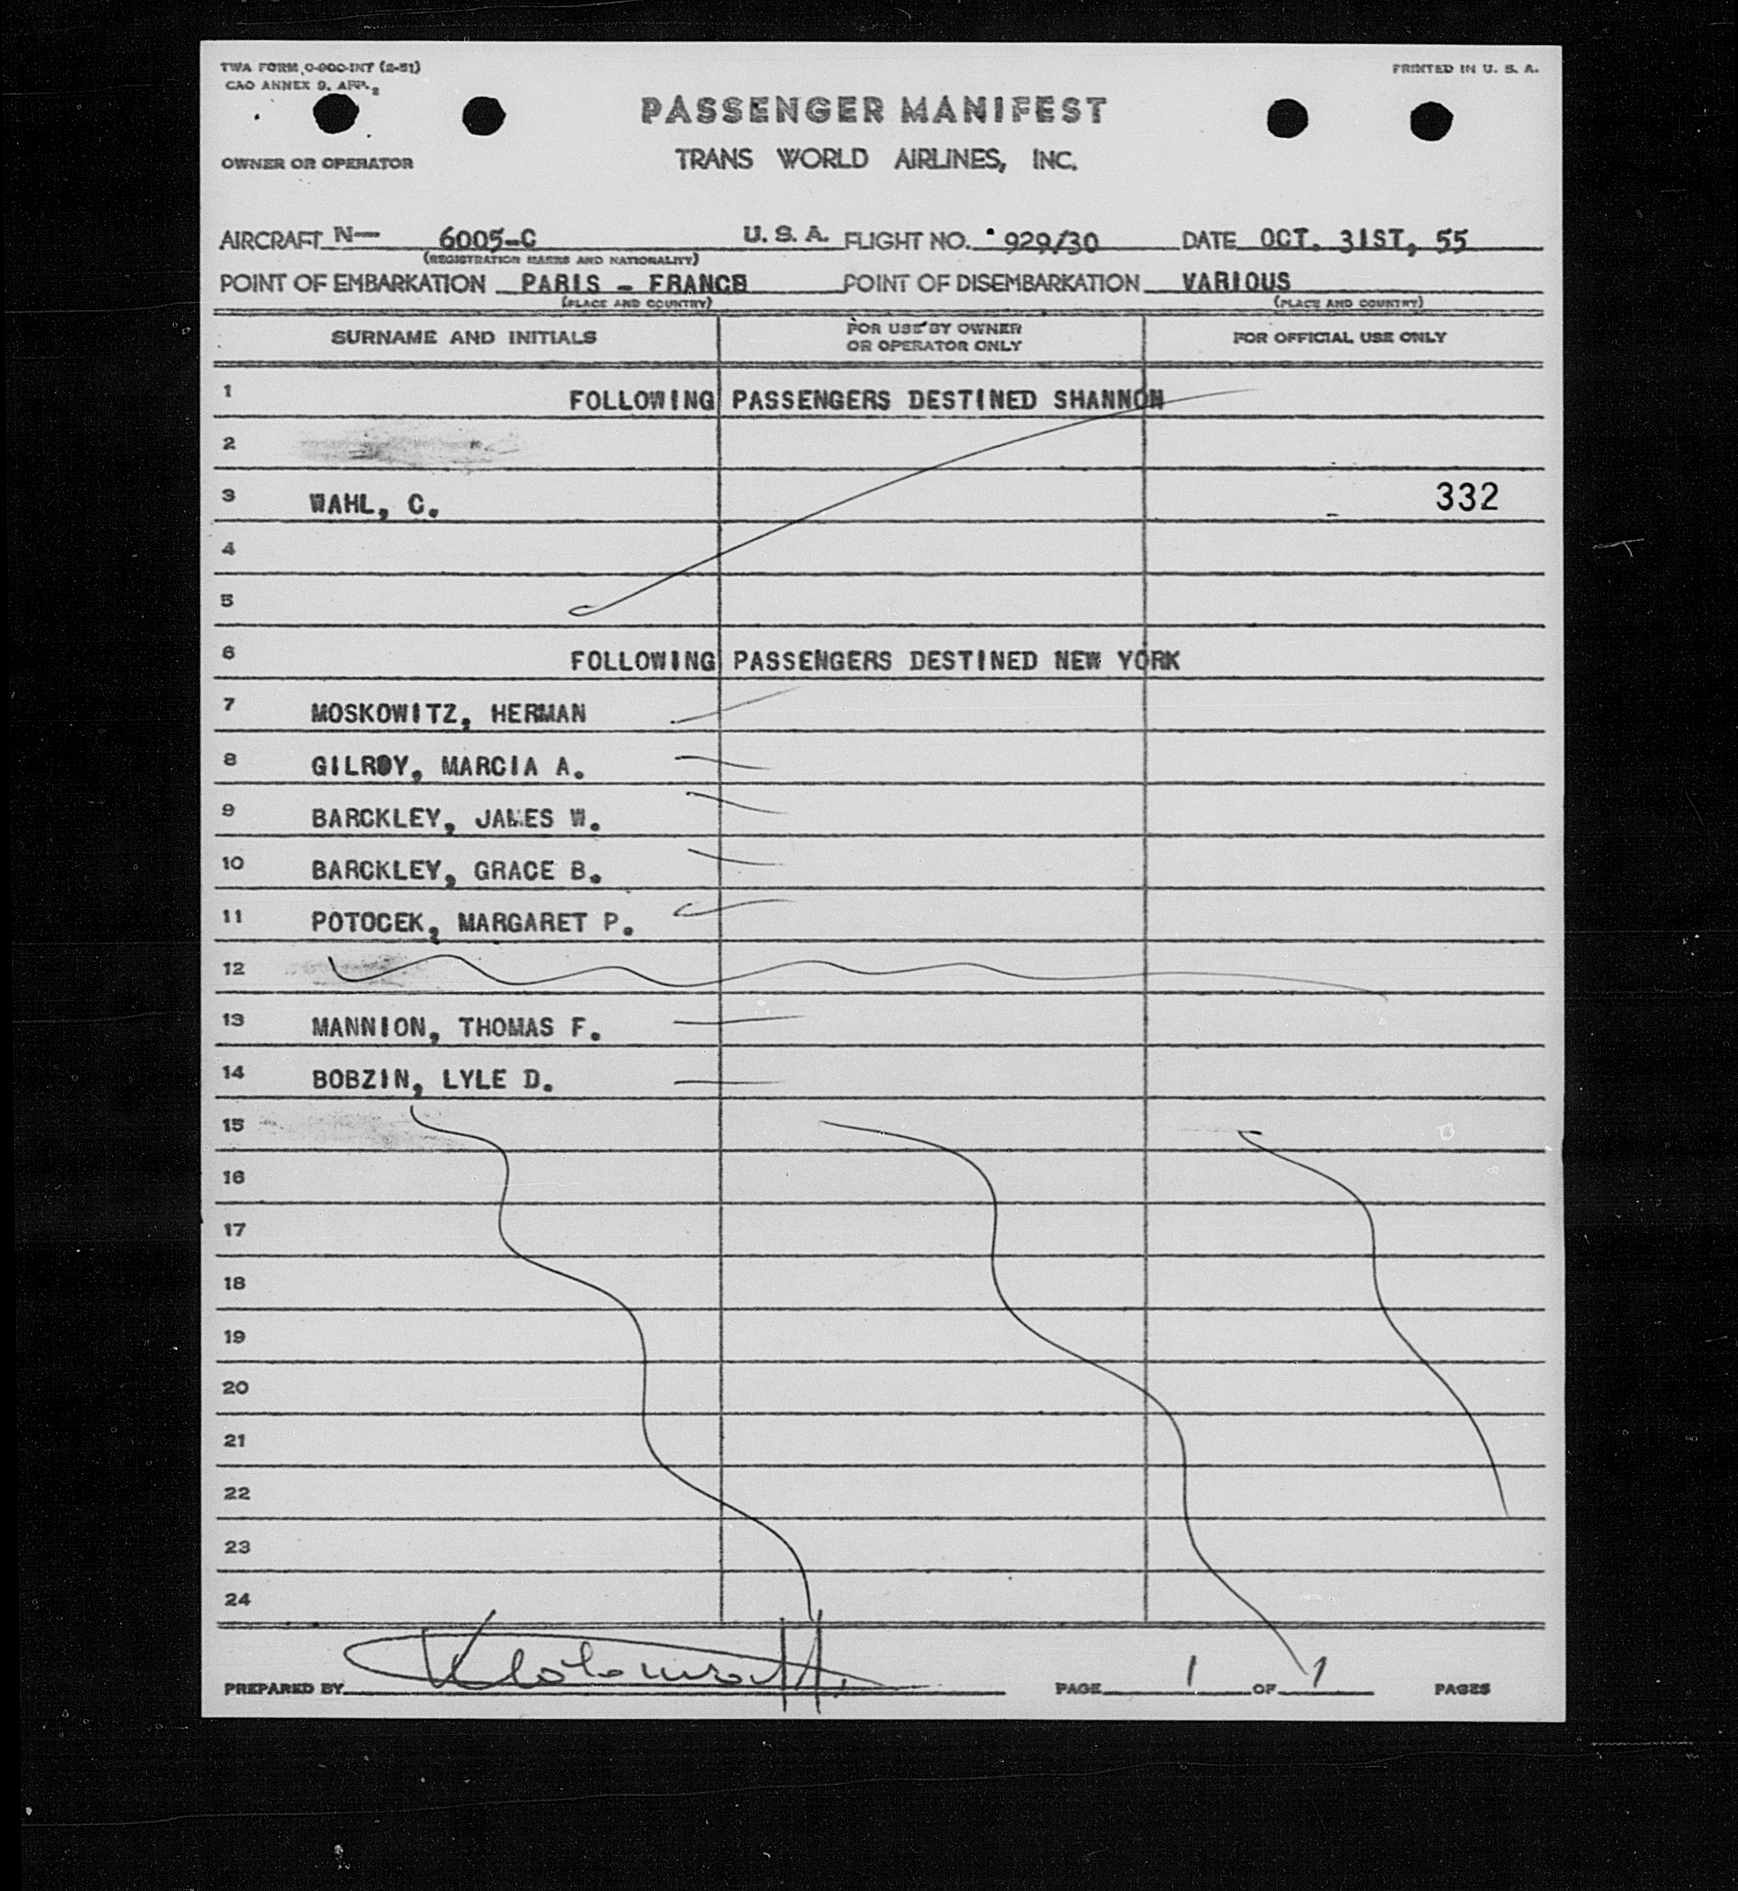 TWA FORM O-900-INT (2-51)
CAO ANNEX 9. APP. 2
PRINTED IN U. S. A.
PASSENGER MANIFEST
OWNER OR OPERATOR TRANS WORLD AIRLINES, INC.
AIRCRAFT N— 6005-C U. S. A. FLIGHT NO. 929/30 DATE OCT. 31ST, 55
(REGISTRATION MARKS AND NATIONALITY)
POINT OF EMBARKATION PARIS - FRANCE POINT OF DISEMBARKATION VARIOUS
(PLACE AND COUNTRY) (PLACE AND COUNTRY)
SURNAME AND INITIALS FOR USE BY OWNER OR OPERATOR ONLY FOR OFFICIAL USE ONLY
1 FOLLOWING PASSENGERS DESTINED SHANNON
2
3 WAHL, C. 332
4
5
6 FOLLOWING PASSENGERS DESTINED NEW YORK
7 MOSKOWITZ, HERMAN
8 GILROY, MARCIA A.
9 BARCKLEY, JAMES W.
10 BARCKLEY, GRACE B.
11 POTOCEK, MARGARET P.
12
13 MANNION, THOMAS F.
14 BOBZIN, LYLE D.
15
16
17
18
19
20
21
22
23
24
PREPARED BY PAGE 1 OF 1 PAGES